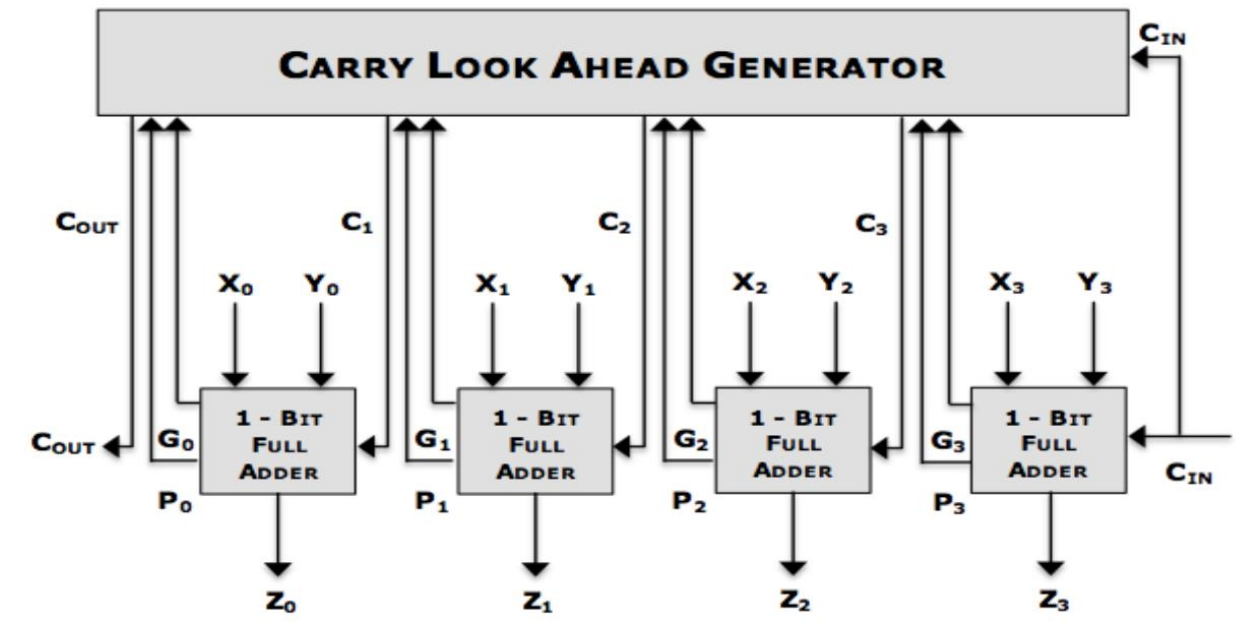 CARRY LOOK AHEAD GENERATOR
CIN
COUT
C1
C2
C3
X0 Y0
X1 Y1
X2 Y2
X3 Y3
COUT
G0
P0
1 - BIT
FULL
ADDER
G1
P1
1 - BIT
FULL
ADDER
G2
P2
1 - BIT
FULL
ADDER
G3
P3
1 - BIT
FULL
ADDER
CIN
Z0
Z1
Z2
Z3